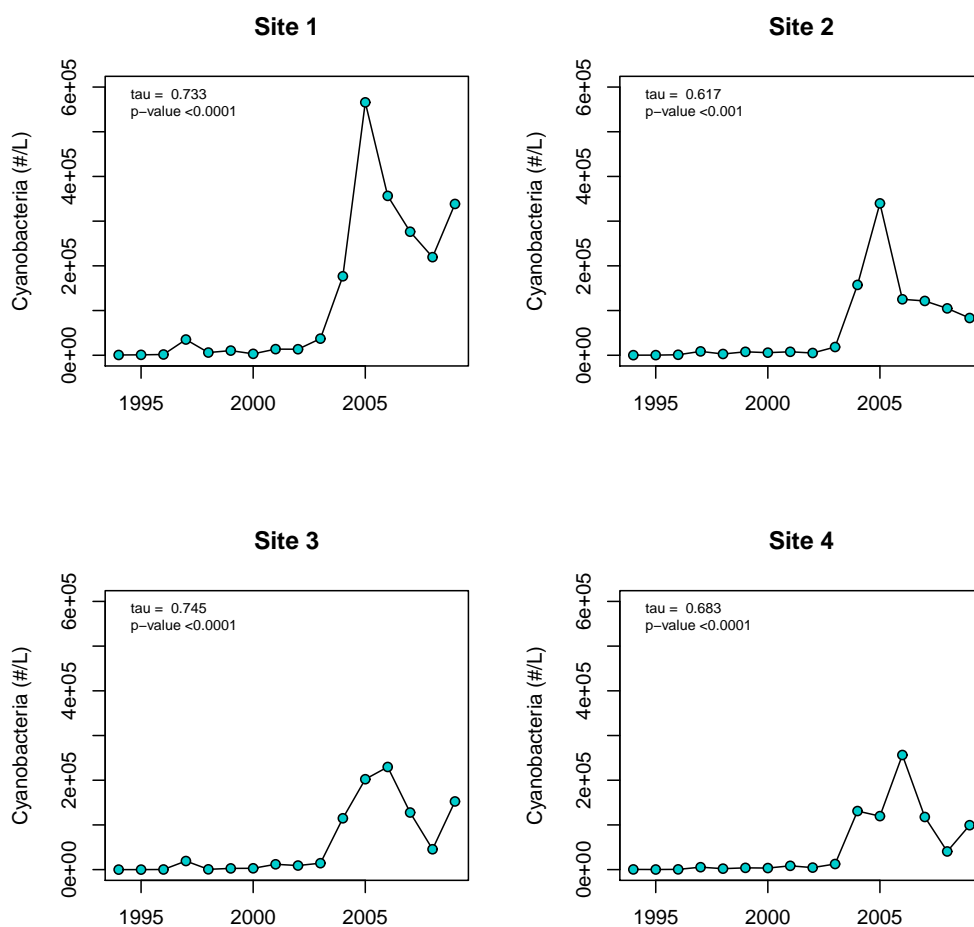 Site 1
tau = 0.733
p−value <0.0001
Cyanobacteria (#/L)
0e+00 2e+05 4e+05 6e+05
1995 2000 2005
Site 2
tau = 0.617
p−value <0.001
Cyanobacteria (#/L)
0e+00 2e+05 4e+05 6e+05
1995 2000 2005
Site 3
tau = 0.745
p−value <0.0001
Cyanobacteria (#/L)
0e+00 2e+05 4e+05 6e+05
1995 2000 2005
Site 4
tau = 0.683
p−value <0.0001
Cyanobacteria (#/L)
0e+00 2e+05 4e+05 6e+05
1995 2000 2005